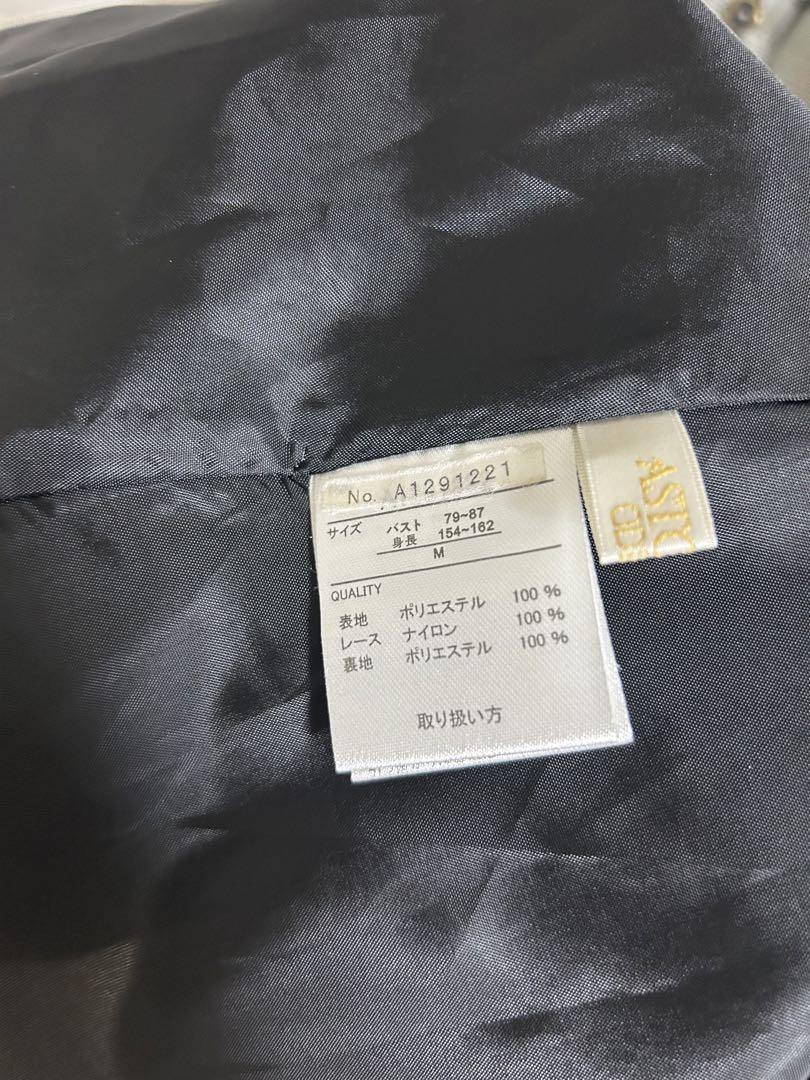 No. A1291221
サイズ バスト 79~87
身長 154~162
M
QUALITY
表地 ポリエステル 100 %
レース ナイロン 100 %
裏地 ポリエステル 100 %
取り扱い方